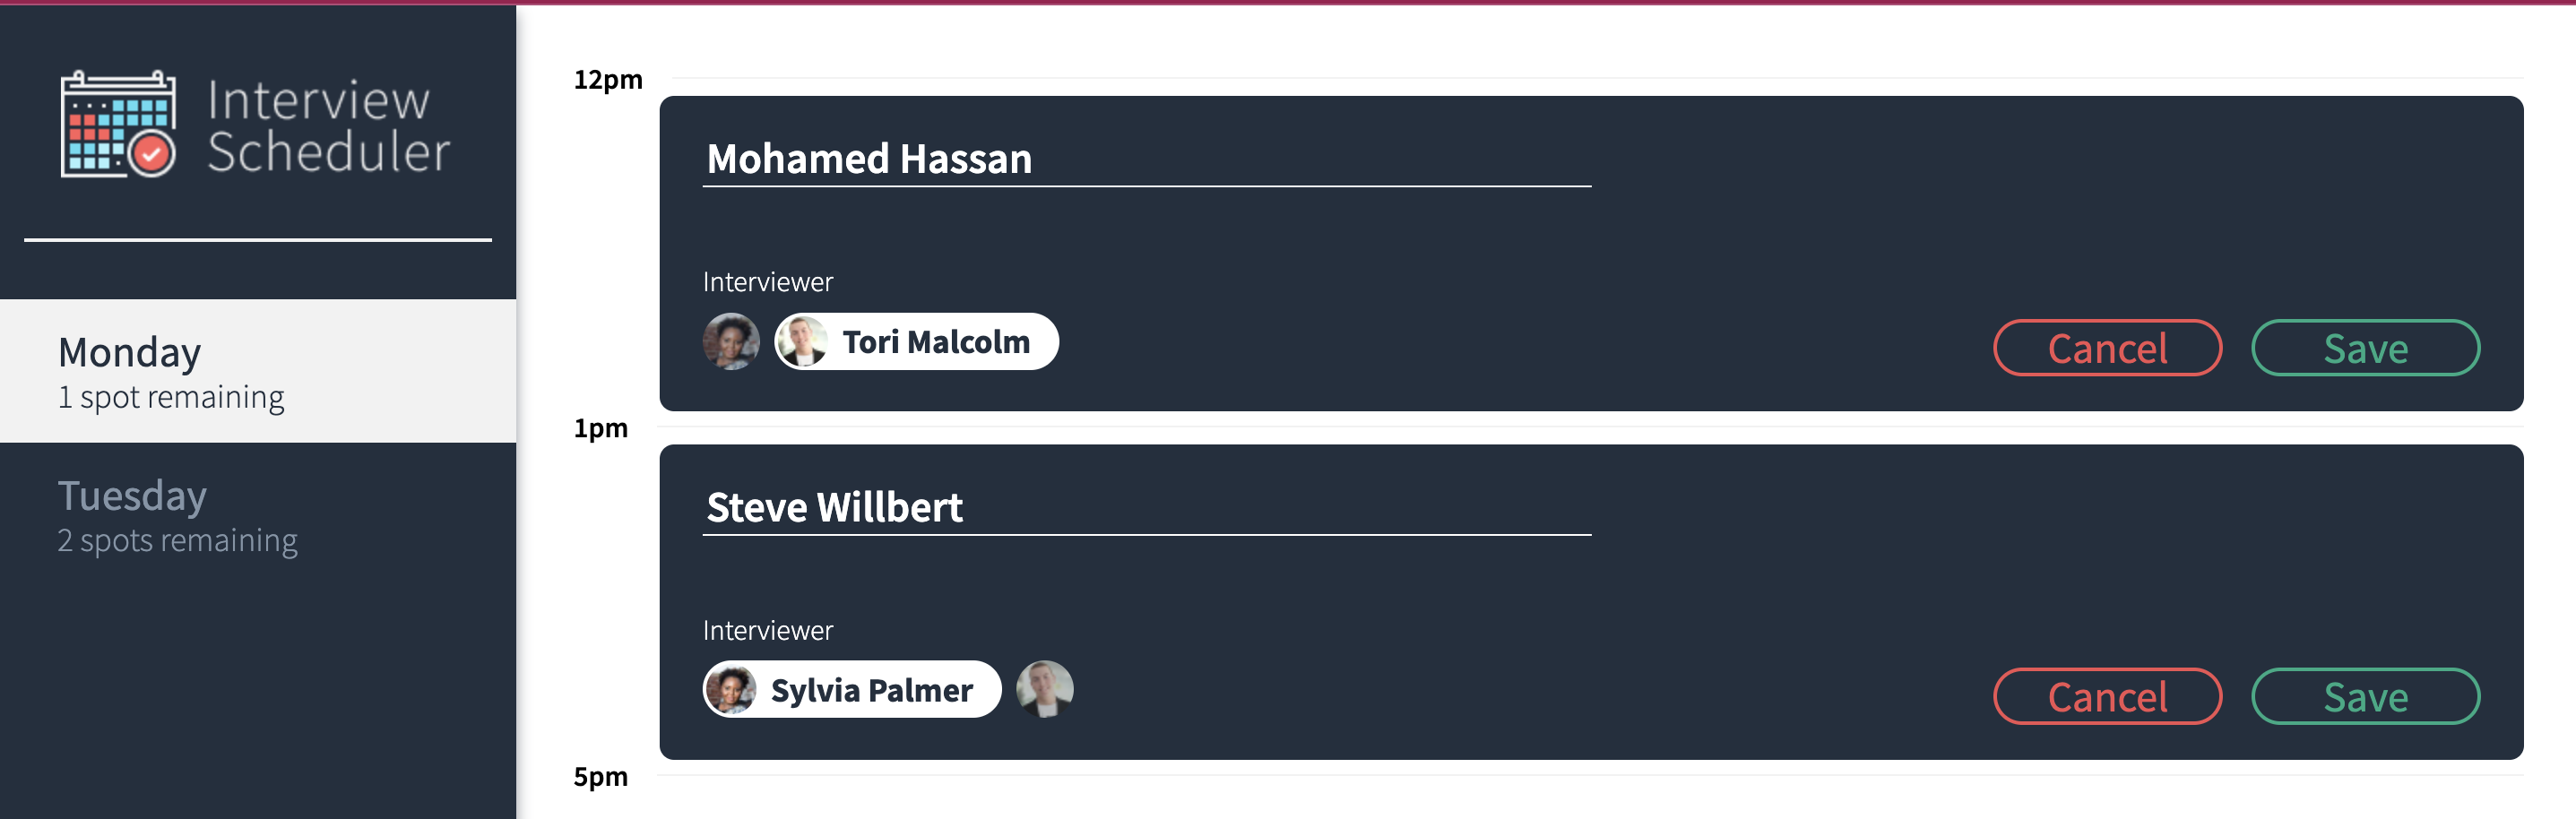 Interview
Scheduler
Monday
1 spot remaining
Tuesday
2 spots remaining
12pm
Mohamed Hassan
Interviewer
Tori Malcolm
Cancel
Save
1pm
Steve Willbert
Interviewer
Sylvia Palmer
Cancel
Save
5pm